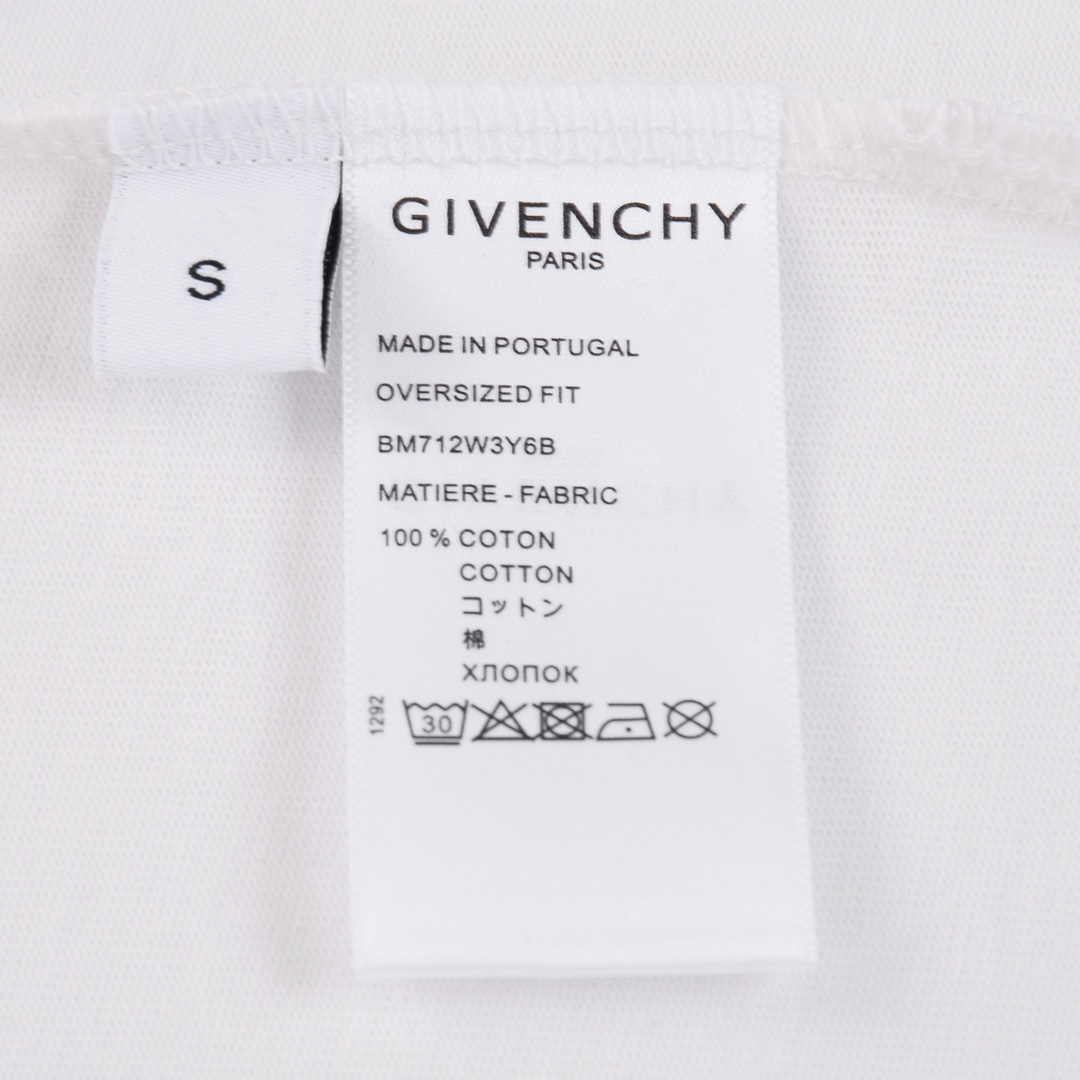 S
GIVENCHY
PARIS
MADE IN PORTUGAL
OVERSIZED FIT
BM712W3Y6B
MATIERE - FABRIC
100 % COTON
COTTON
コットン
棉
ХЛОПОК
1292
30